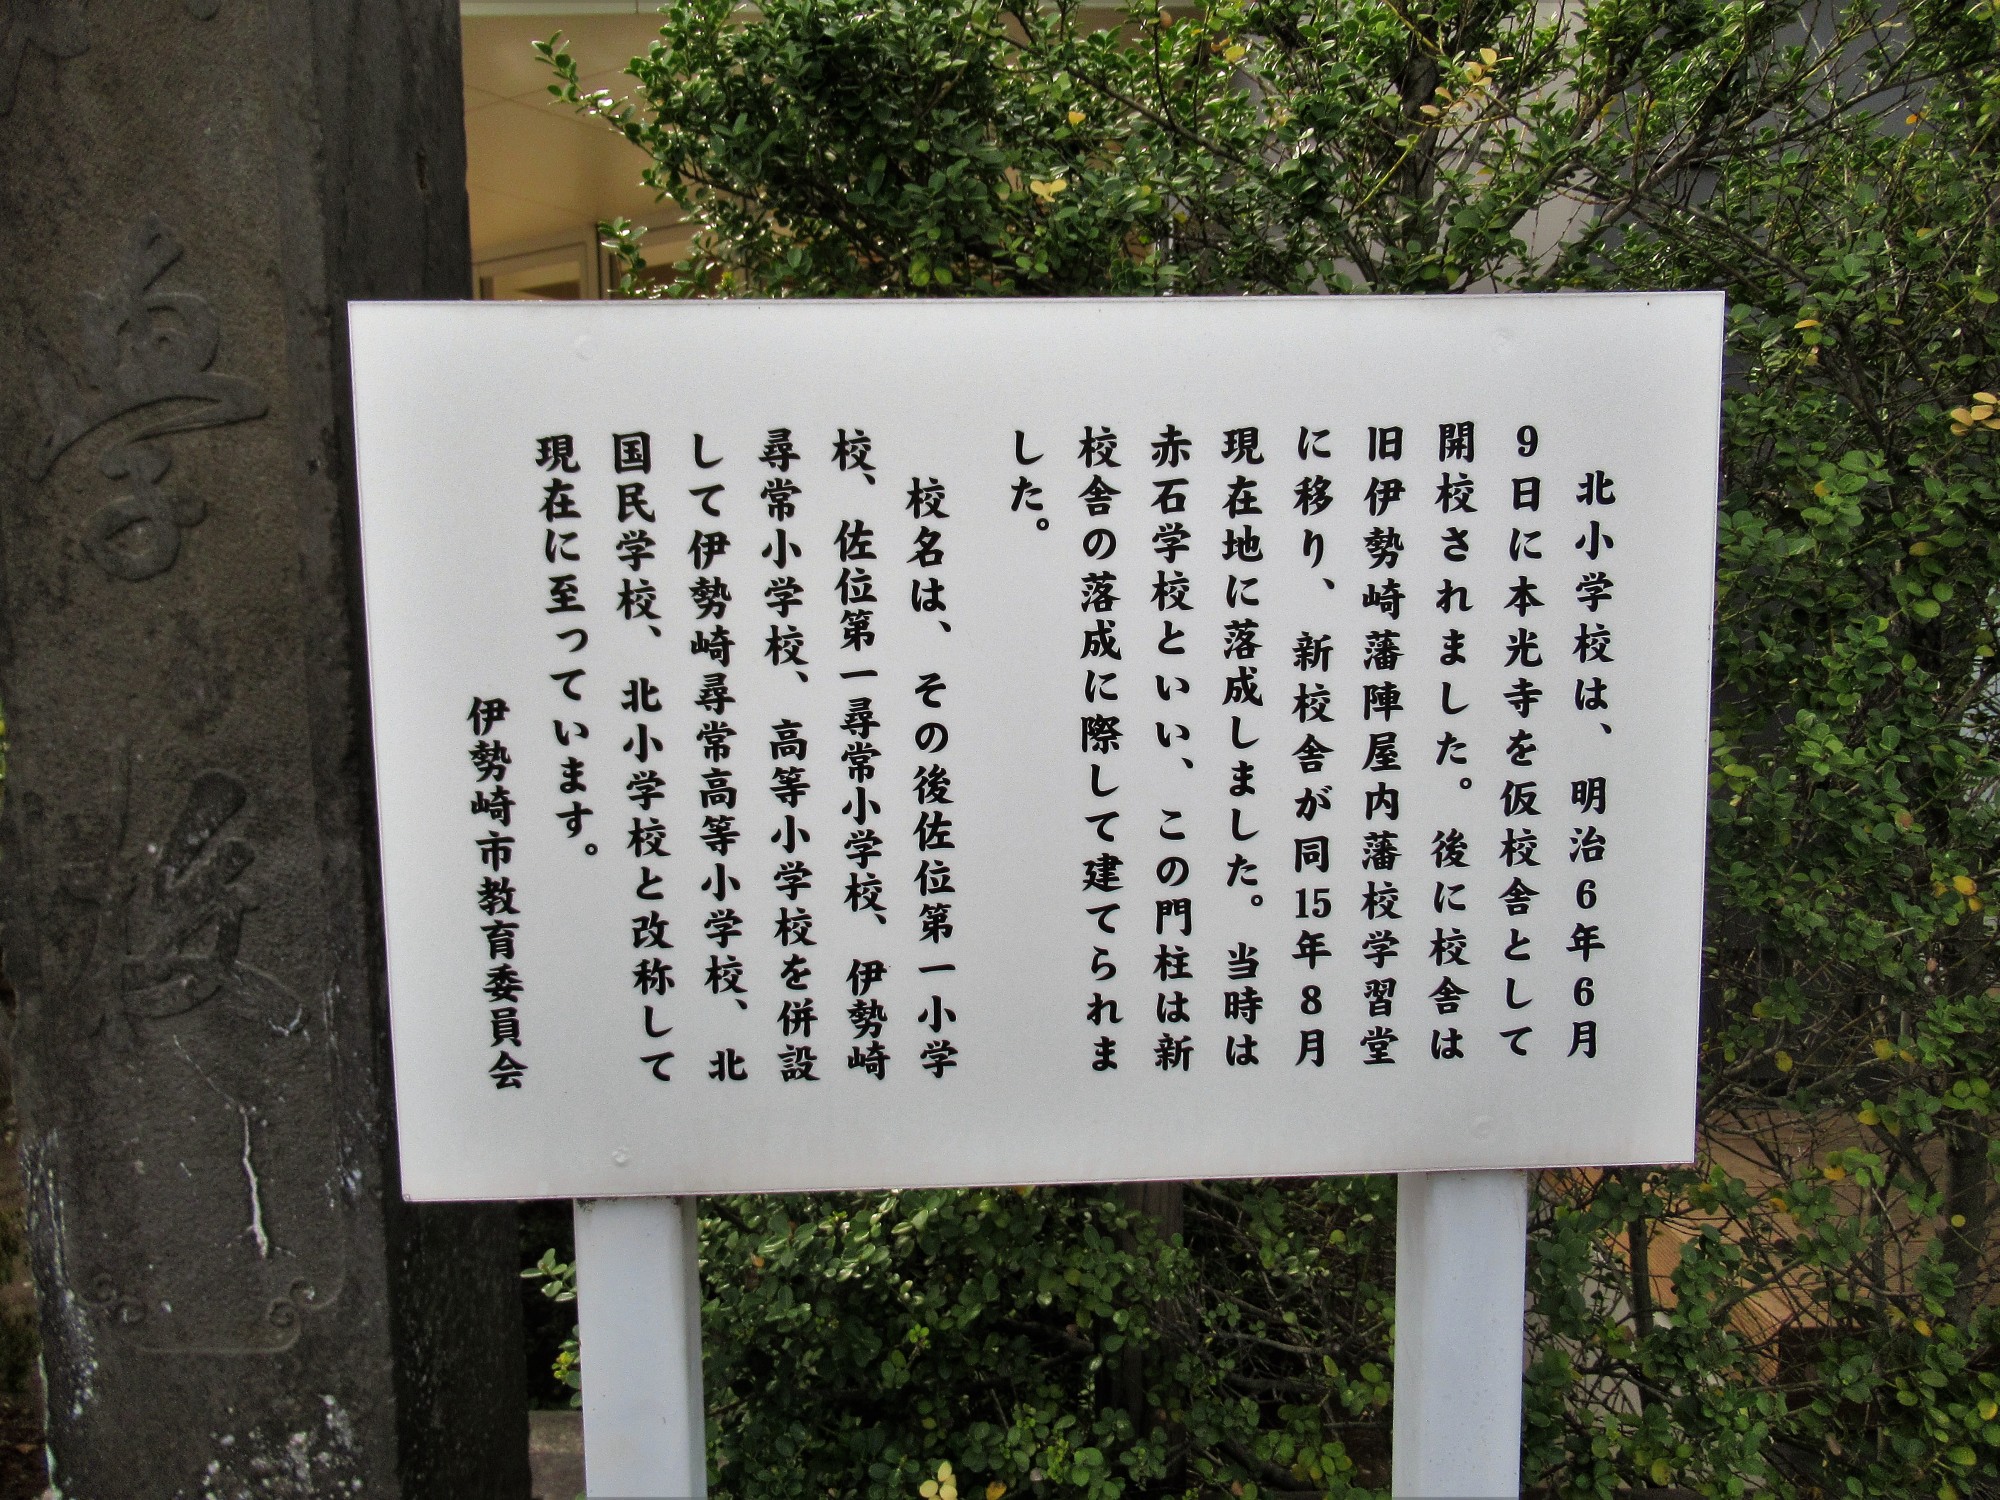 北小学校は、明治6年6月
9日に本光寺を仮校舎として
開校されました。後に校舎は
旧伊勢崎藩陣屋内藩校学習堂
に移り、新校舎が同15年8月
現在地に落成しました。当時は
赤石学校といい、この門柱は新
校舎の落成に際して建てられま
した。
校名は、その後佐位第一小学
校、佐位第一尋常小学校、伊勢崎
尋常小学校、高等小学校を併設
して伊勢崎尋常高等小学校、北
国民学校、北小学校と改称して
現在に至っています。
伊勢崎市教育委員会
学校